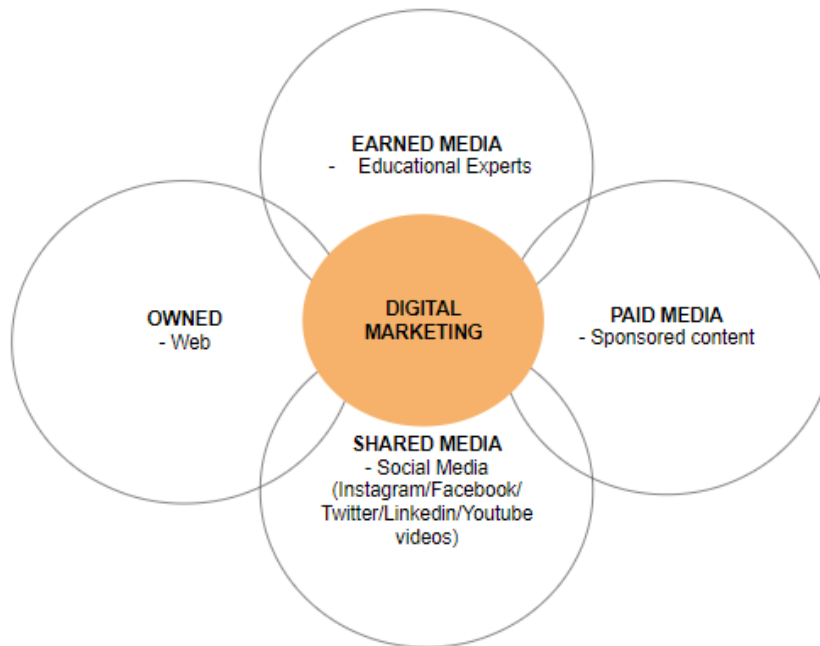 EARNED MEDIA
- Educational Experts
OWNED
- Web
DIGITAL
MARKETING
PAID MEDIA
- Sponsored content
SHARED MEDIA
- Social Media
(Instagram/Facebook/
Twitter/Linkedin/Youtube
videos)